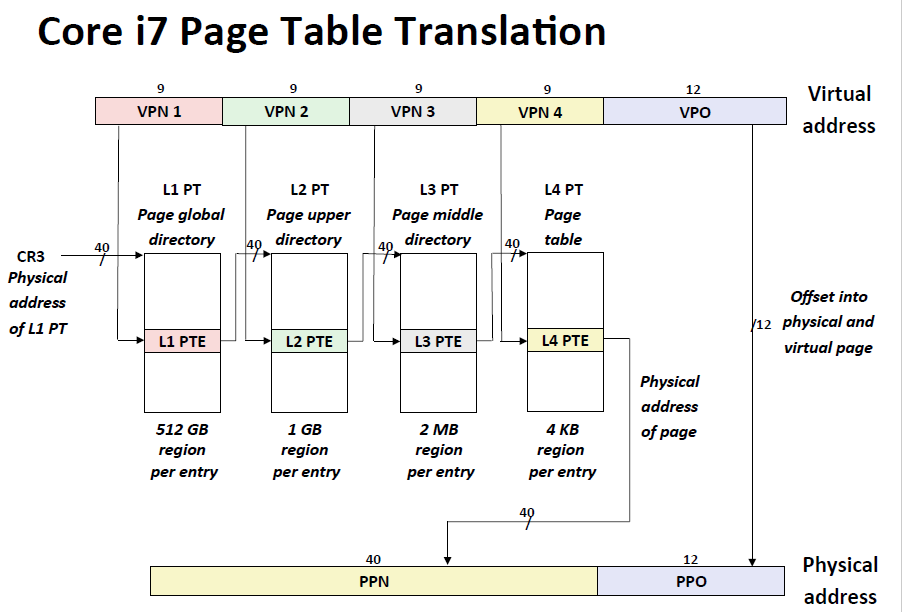 Core i7 Page Table Translation
9
9
9
9
12
VPN 1
VPN 2
VPN 3
VPN 4
VPO
Virtual
address
L1 PT
Page global
directory
L2 PT
Page upper
directory
L3 PT
Page middle
directory
L4 PT
Page
table
CR3
Physical
address
of L1 PT
40
/
40
/
40
/
40
/
L1 PTE
L2 PTE
L3 PTE
L4 PTE
512 GB
region
per entry
1 GB
region
per entry
2 MB
region
per entry
4 KB
region
per entry
Physical
address
of page
/12
Offset into
physical and
virtual page
40
/
40
12
PPN
PPO
Physical
address